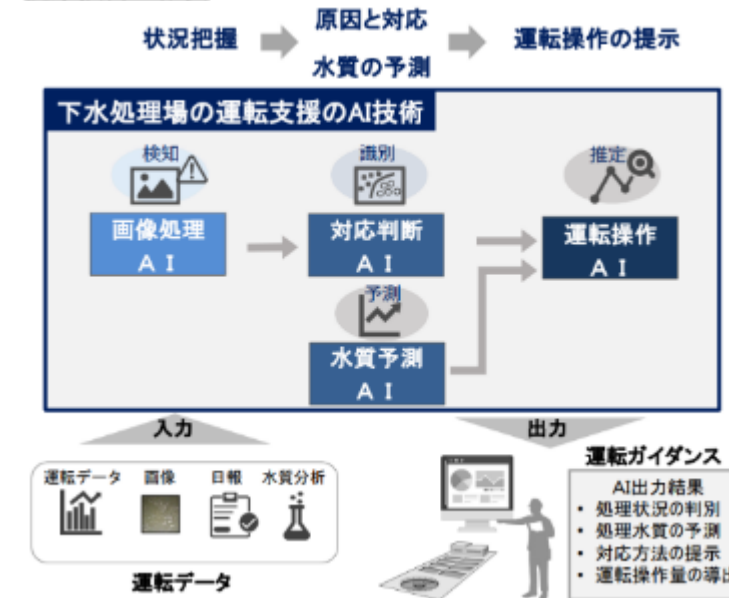 状況把握
原因と対応
水質の予測
運転操作の提示
下水処理場の運転支援のAI技術
検知
識別
推定
画像処理
AI
対応判断
AI
運転操作
AI
予測
水質予測
AI
入力
出力
運転データ 画像 日報 水質分析
運転データ
運転ガイダンス
AI出力結果
• 処理状況の判別
• 処理水質の予測
• 対応方法の提示
• 運転操作量の導出